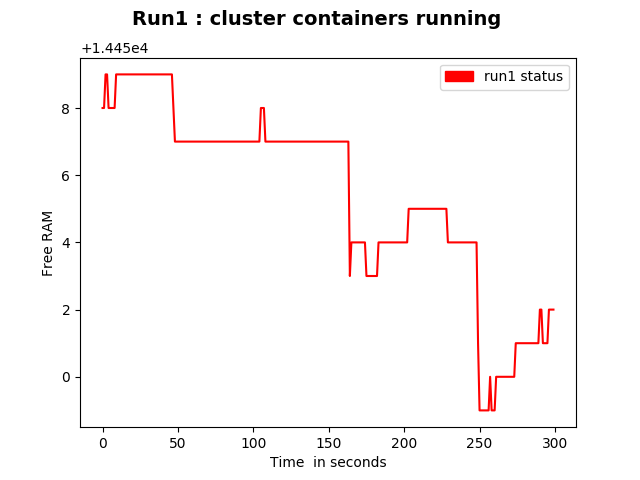 Run1 : cluster containers running
+1.445e4
run1 status
8
6
4
2
0
Free RAM
0 50 100 150 200 250 300
Time  in seconds